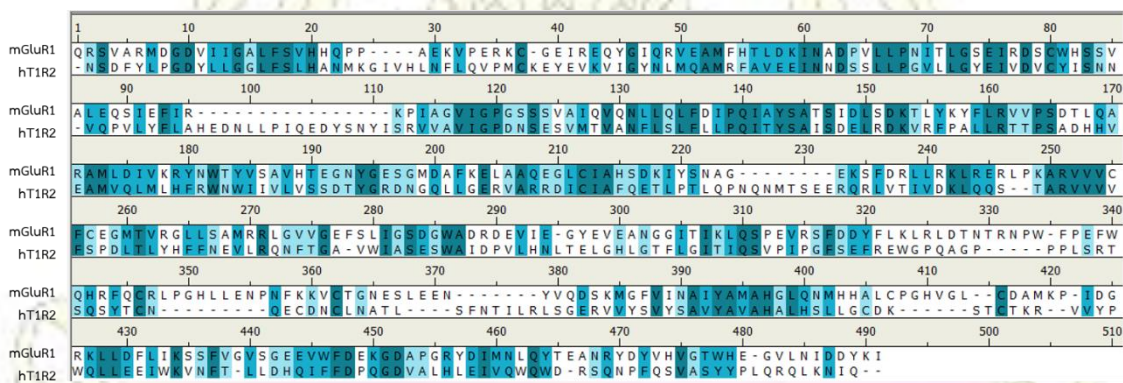 1 10 20 30 40 50 60 70 80
mGluR1 QRSVARMDGDVIIGALFSVHHQPP----AEKVPERKC-GEIREQYGIQRVEAMFHTLDKINADPVLLPNITLGSEIRDSCWHSSV
hT1R2 -NSDFYLPGDYLLGGLFSLHANMKGIVHLNFLQVPMCKEYEVKVIGYNLMQAMRFAVEEINNDSSLLPGVLLGYEIVDVCYISNN
90 100 110 120 130 140 150 160 170
mGluR1 ALEQSIEFIR----------------KPIAGVIGPGSSSVAIQVQNLLQLFDIPQIAYSATSIDLSDKTLYKYFLRVVPSDTLQA
hT1R2 -VQPVLYFLAHEDNLLPIQEDYSNYISRVVAVIGPDNSESVMTVANFLSLFLLPQITYSAISDELRDKVRFPALLRTTPSADHHV
180 190 200 210 220 230 240 250
mGluR1 RAMLDIVKRYNWTYVSAVHTEGNYGESGMDAFKELAAQEGLCIAHSDKIYSNAG--------EKSFDRLLRKLRERLPKARVVVC
hT1R2 EAMVQLMLHFRWNWIIVLVSSDTYGRDNGQLLGERVARRDICIAFQETLPTLQPNQNMTSEERQRLVTIVDKLQQS--TARVVVV
260 270 280 290 300 310 320 330 340
mGluR1 FCEGMTVRGLLSAMRRLGVVGEFSLIGSDGWADRDEVIE-GYEVEANGGITIKLQSPEVRSFDDYFLKLRLDTNTRNPW-FPEFW
hT1R2 FSPDLTLYHFFNEVLRQNFTGA-VWIASESWAIDPVLHNLTELGHLGTFLGITIQSVPIPGFSEFREWGPQAGP-----PPLSRT
350 360 370 380 390 400 410 420
mGluR1 QHRFQCRLPGHLLENPNFKKVCTGNESLEEN-------YVQDSKMGFVINAIYAMAHGLQNMHHALCPGHVGL--CDAMKP-IDG
hT1R2 SQSYTCN---------QECDNCLNATL-----SFNTILRLSGERVVYSVYSAVYAVAHALHSLLGCDK-----STCTKR--VVYP
430 440 450 460 470 480 490 500 510
mGluR1 RKLLDFLIKSSFVGVSGEEVWFDEKGDAPGRYDIMNLQYTEANRYDYVHVGTWHE-GVLNIDDYKI
hT1R2 WQLLEEIWKVNFT-LLDHQIFFDPQGDVALHLEIVQWQWD-RSQNPFQSVASYYPLQRQLKNIQ--